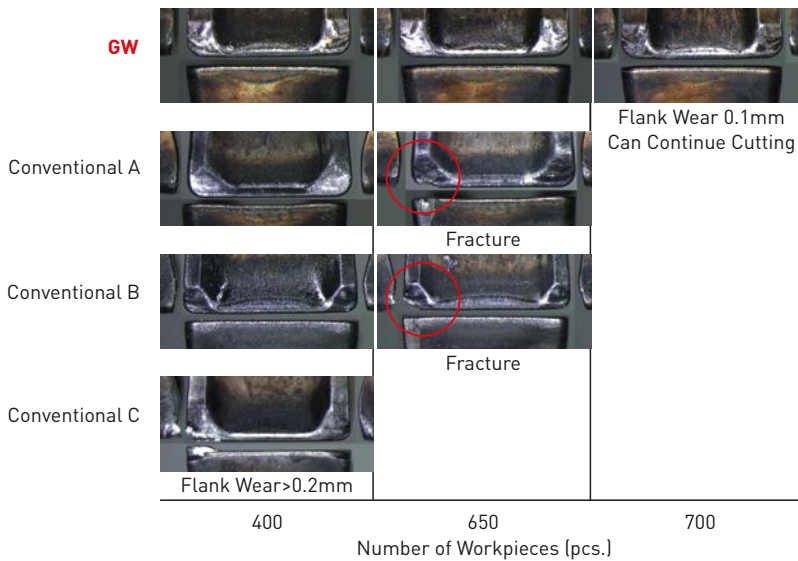 GW
Flank Wear 0.1mm
Can Continue Cutting
Conventional A
Fracture
Conventional B
Fracture
Conventional C
Flank Wear>0.2mm
400
650
700
Number of Workpieces (pcs.)